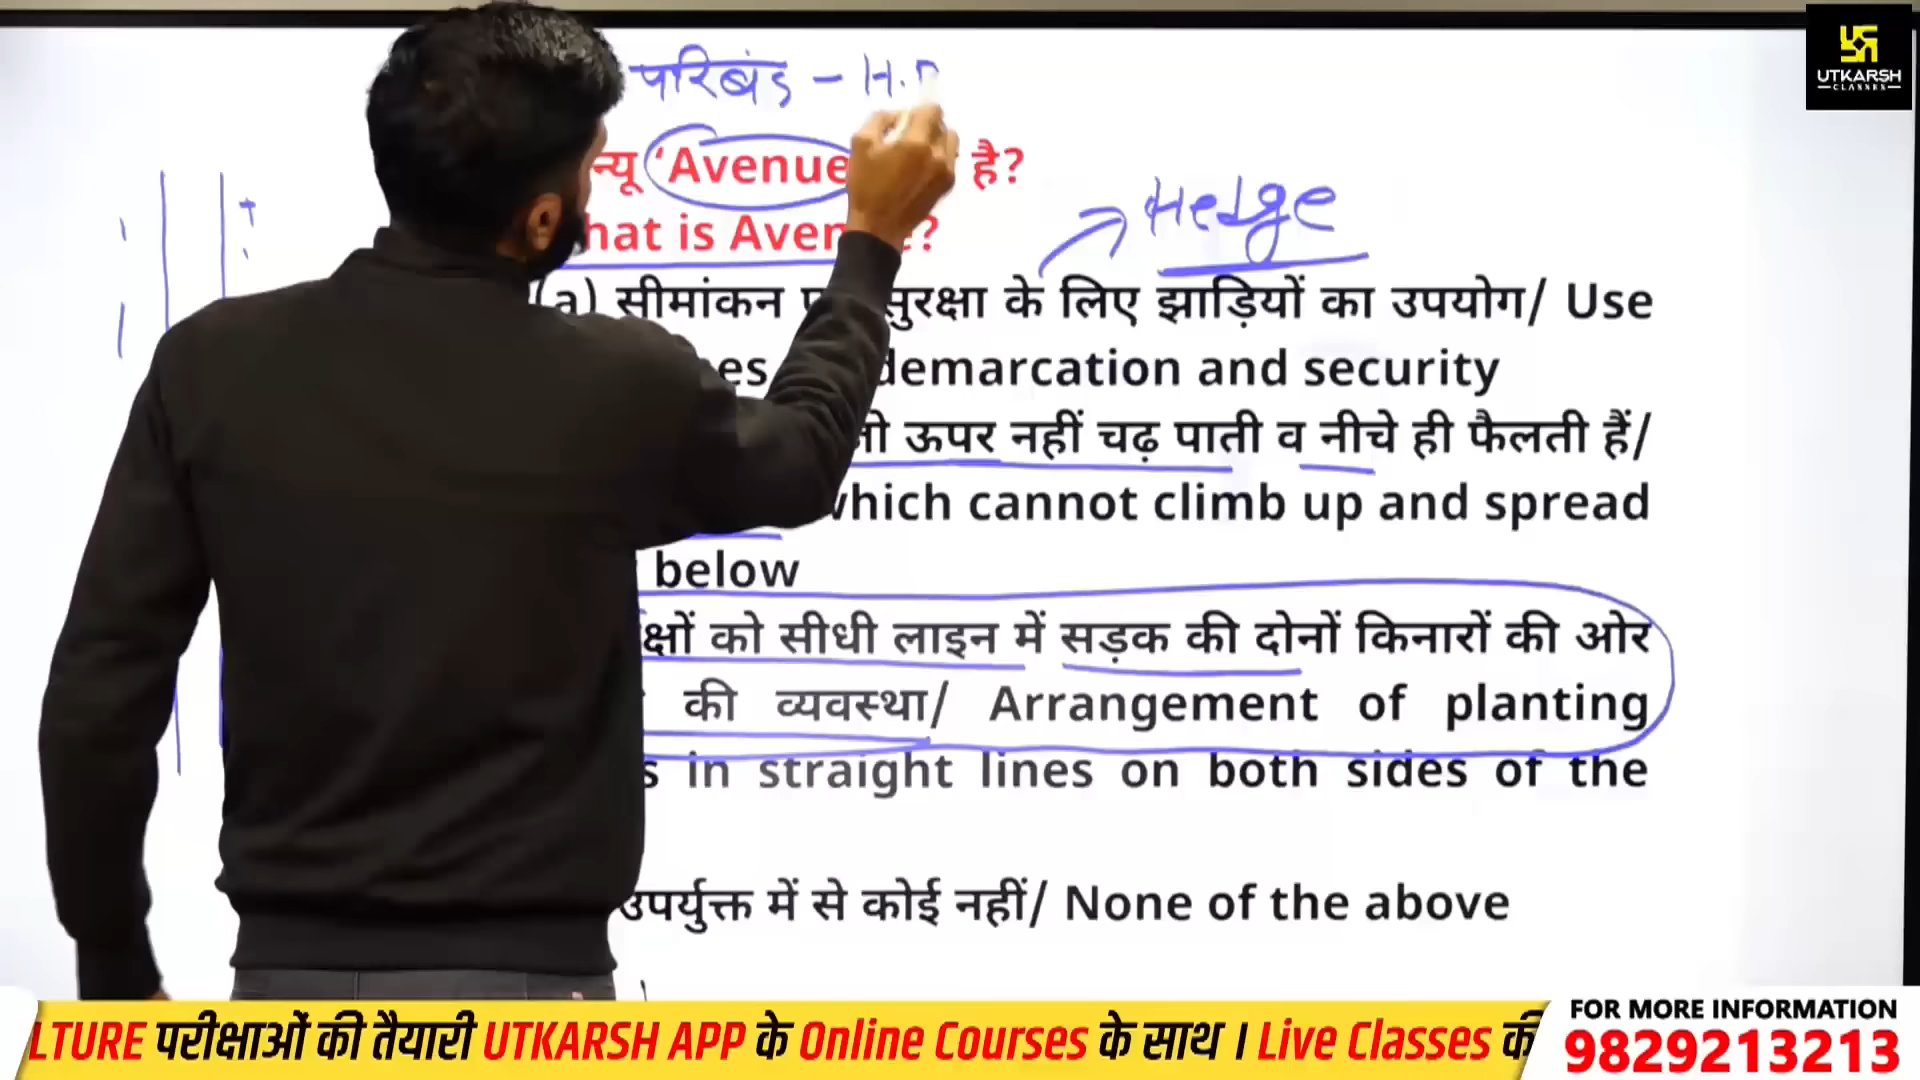 UTKARSH
CLASSES
परिबंड – H.
न्यू ‘Avenue है?
hat is Aven ?
Hedge
(a) सीमांकन सुरक्षा के लिए झाड़ियों का उपयोग/ Use
es demarcation and security
ऊपर नहीं चढ़ पाती व नीचे ही फैलती हैं/
which cannot climb up and spread
below
क्षों को सीधी लाइन में सड़क की दोनों किनारों की ओर
की व्यवस्था/ Arrangement of planting
s in straight lines on both sides of the
उपर्युक्त में से कोई नहीं/ None of the above
LTURE परीक्षाओं की तैयारी UTKARSH APP के Online Courses के साथ । Live Classes की
FOR MORE INFORMATION
9829213213